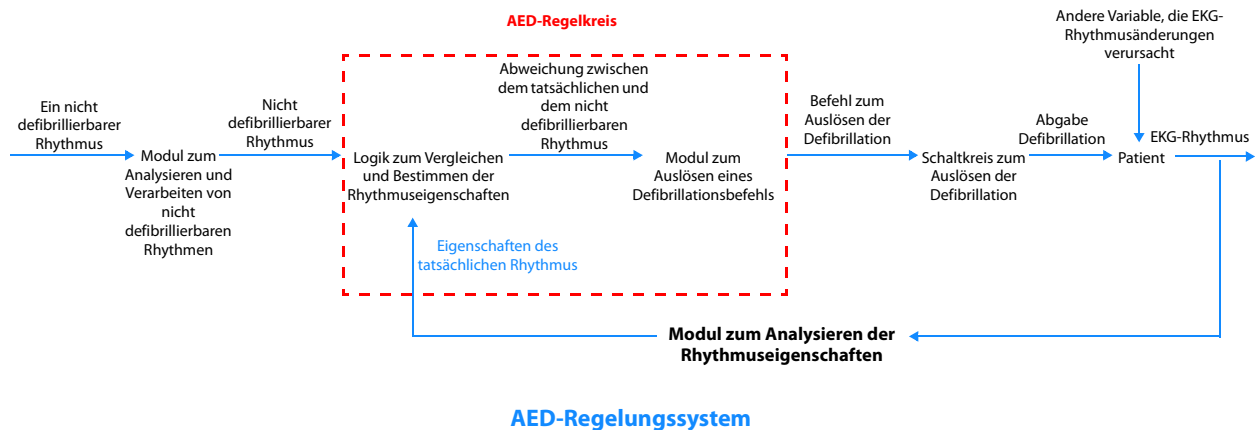 AED-Regelkreis
Andere Variable, die EKG-
Rhythmusänderungen
verursacht
Ein nicht
defibrillierbarer
Rhythmus
Modul zum
Analysieren und
Verarbeiten von
nicht
defibrillierbaren
Rhythmen
Nicht
defibrillierbarer
Rhythmus
Logik zum Vergleichen
und Bestimmen der
Rhythmuseigenschaften
Abweichung zwischen
dem tatsächlichen und
dem nicht
defibrillierbaren
Rhythmus
Modul zum
Auslösen eines
Defibrillationsbefehls
Befehl zum
Auslösen der
Defibrillation
Schaltkreis zum
Auslösen der
Defibrillation
Abgabe
Defibrillation
Patient
EKG-Rhythmus
Eigenschaften des
tatsächlichen Rhythmus
Modul zum Analysieren der
Rhythmuseigenschaften
AED-Regelungssystem